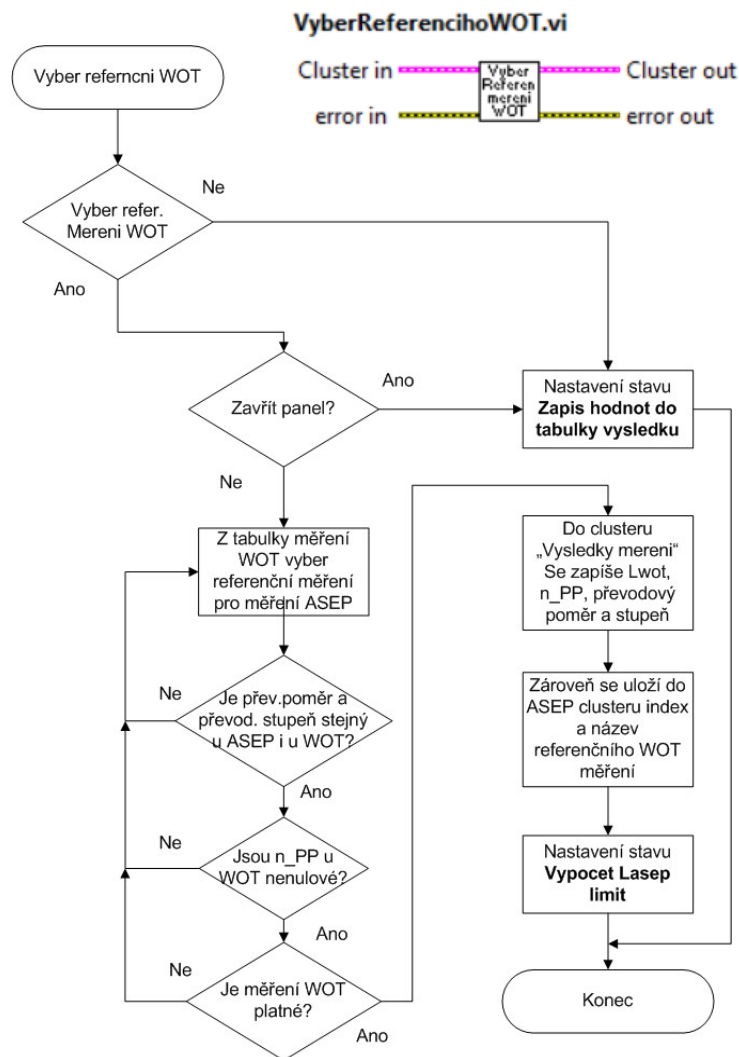 VyberReferencihoWOT.vi
Cluster in
Vyber
Referen
mereni
WOT
Cluster out
error in
error out
Vyber referncni WOT
Ne
Vyber refer.
Mereni WOT
Ano
Zavřít panel?
Ano
Nastavení stavu
Zapis hodnot do
tabulky vysledku
Ne
Z tabulky měření
WOT vyber
referenční měření
pro měření ASEP
Do clusteru
„Vysledky mereni“
Se zapíše Lwot,
n_PP, převodový
poměr a stupeň
Ne
Je přev.poměr a
převod. stupeň stejný
u ASEP i u WOT?
Ano
Zároveň se uloží do
ASEP clusteru index
a název
referenčního WOT
měření
Ne
Jsou n_PP u
WOT nenulové?
Ano
Nastavení stavu
Vypocet Lasep
limit
Ne
Je měření WOT
platné?
Ano
Konec